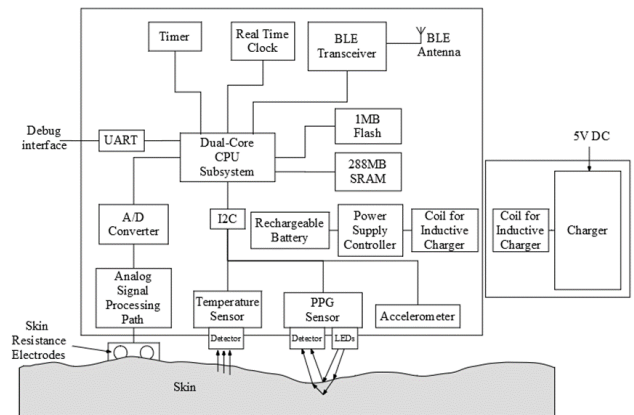 Timer
Real Time
Clock
BLE
Transceiver
BLE
Antenna
Debug
interface
UART
Dual-Core
CPU
Subsystem
1MB
Flash
288MB
SRAM
5V DC
A/D
Converter
I2C
Rechargeable
Battery
Power
Supply
Controller
Coil for
Inductive
Charger
Coil for
Inductive
Charger
Charger
Analog
Signal
Processing
Path
Temperature
Sensor
PPG
Sensor
Accelerometer
Skin
Resistance
Electrodes
Detector
Detector
LEDs
Skin